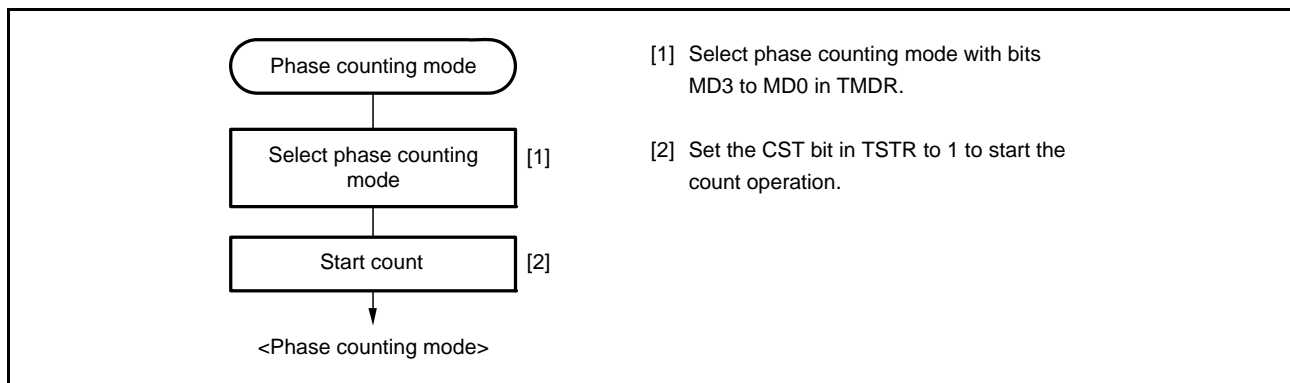 Phase counting mode
Select phase counting
mode
[1]
Start count
[2]
<Phase counting mode>
[1] Select phase counting mode with bits
MD3 to MD0 in TMDR.
[2] Set the CST bit in TSTR to 1 to start the
count operation.